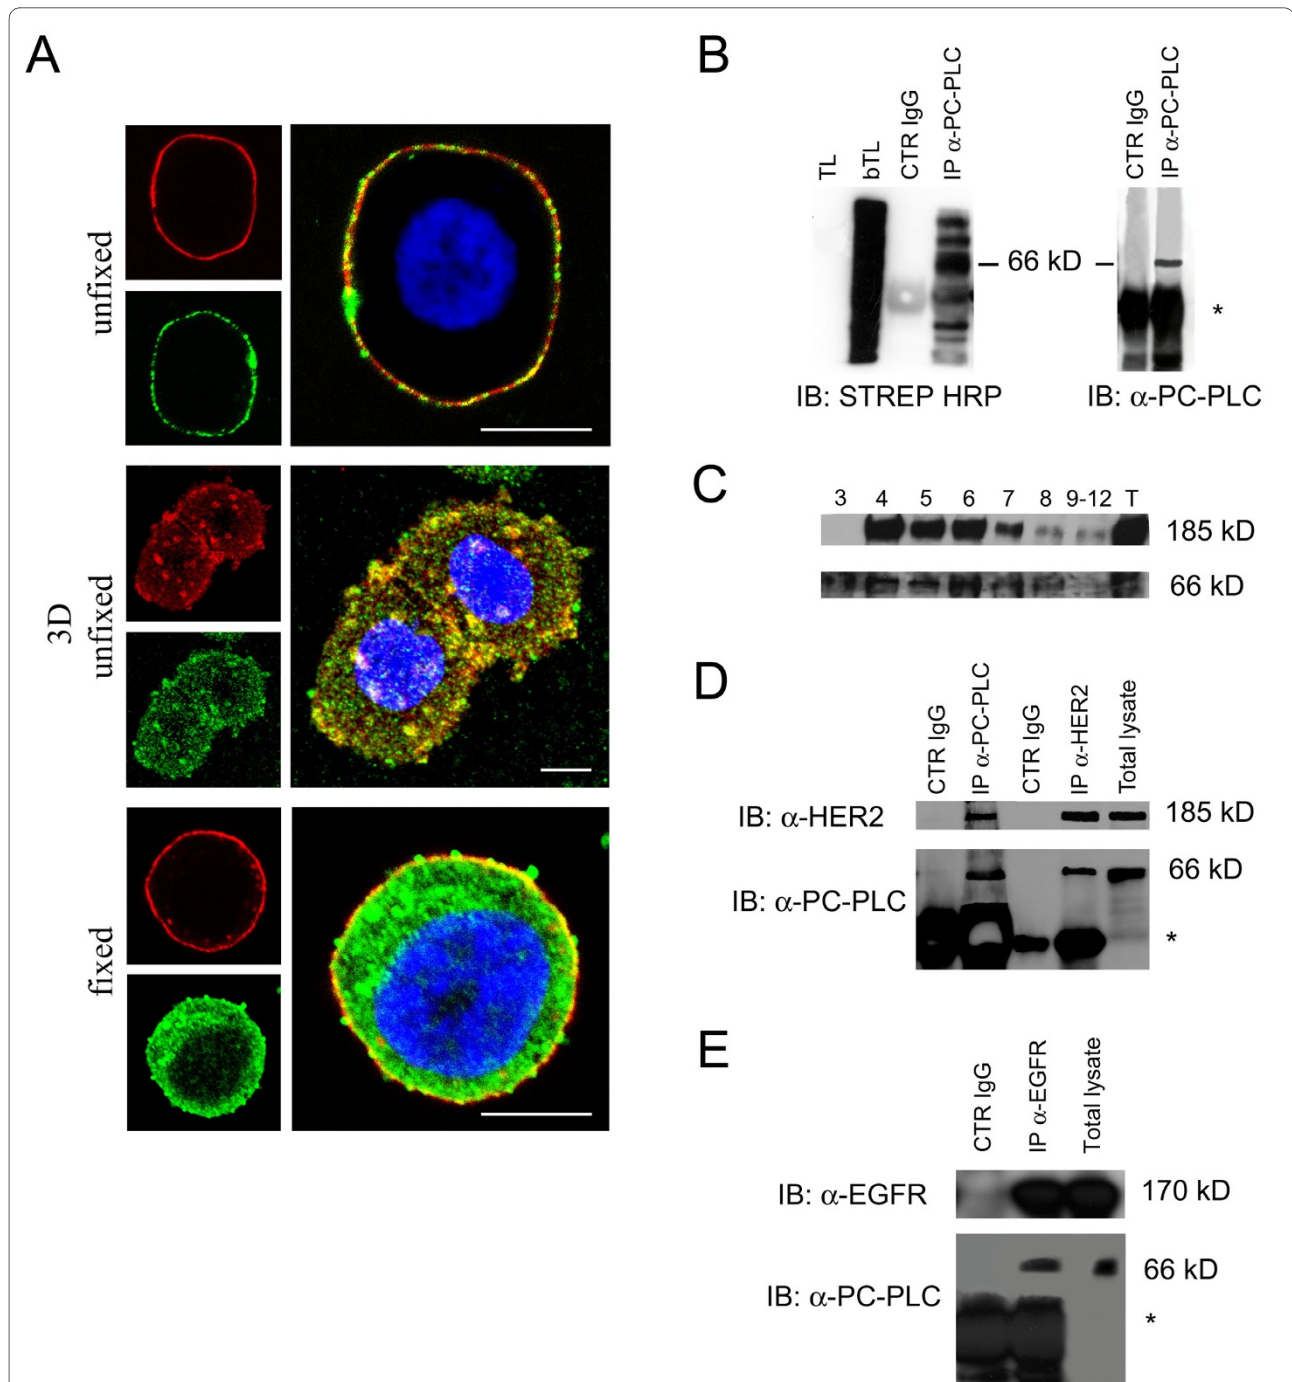 A
unfixed
3D
unfixed
fixed
B
TL
bTL
CTR IgG
IP α-PC-PLC
CTR IgG
IP α-PC-PLC
66 kD
*
IB: STREP HRP
IB: α-PC-PLC
C
3 4 5 6 7 8 9-12 T
185 kD
66 kD
D
CTR IgG
IP α-PC-PLC
CTR IgG
IP α-HER2
Total lysate
IB: α-HER2
185 kD
66 kD
IB: α-PC-PLC
*
E
CTR IgG
IP α-EGFR
Total lysate
IB: α-EGFR
170 kD
66 kD
IB: α-PC-PLC
*